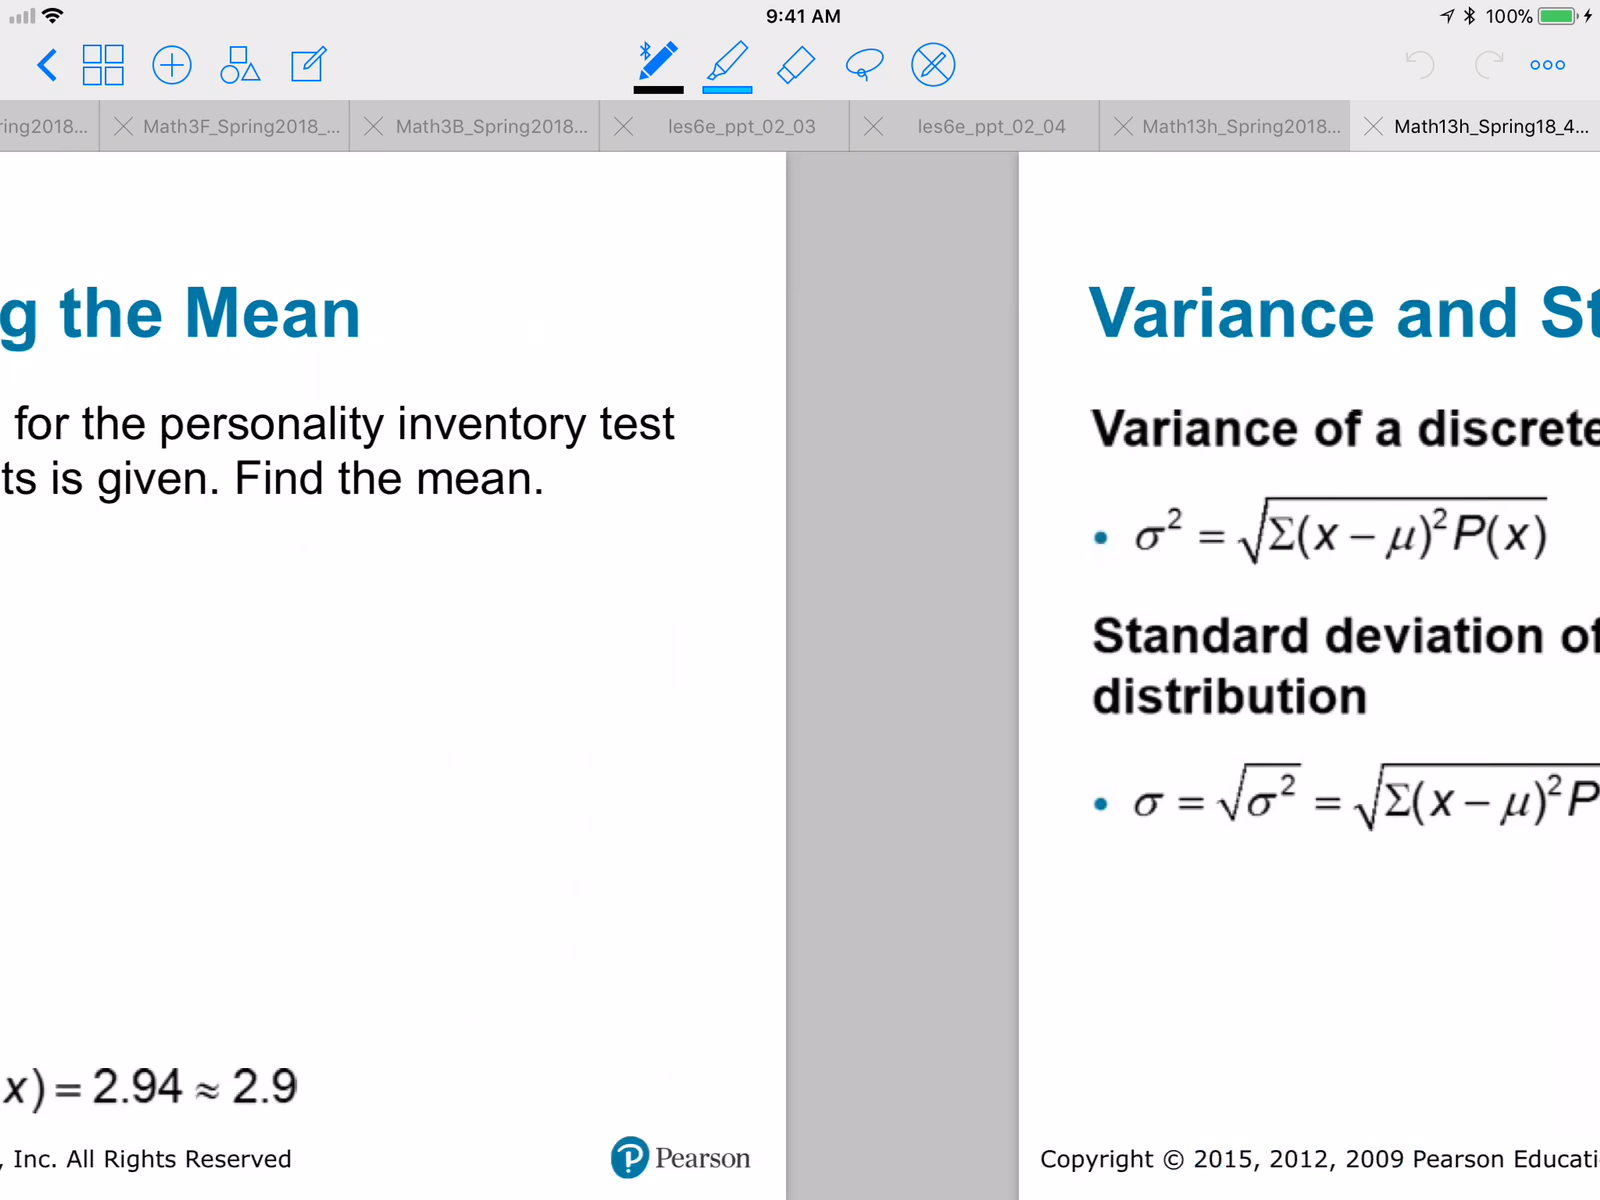 9:41 AM
100%
ring2018...
Math3F_Spring2018_...
Math3B_Spring2018...
les6e_ppt_02_03
les6e_ppt_02_04
Math13h_Spring2018...
Math13h_Spring18_4...
g the Mean
for the personality inventory test
ts is given. Find the mean.
x) = 2.94 ≈ 2.9
, Inc. All Rights Reserved
Pearson
Variance and St
Variance of a discrete
• σ² = √Σ(x – μ)²P(x)
Standard deviation of
distribution
• σ = √σ² = √Σ(x – μ)²P
Copyright © 2015, 2012, 2009 Pearson Educati